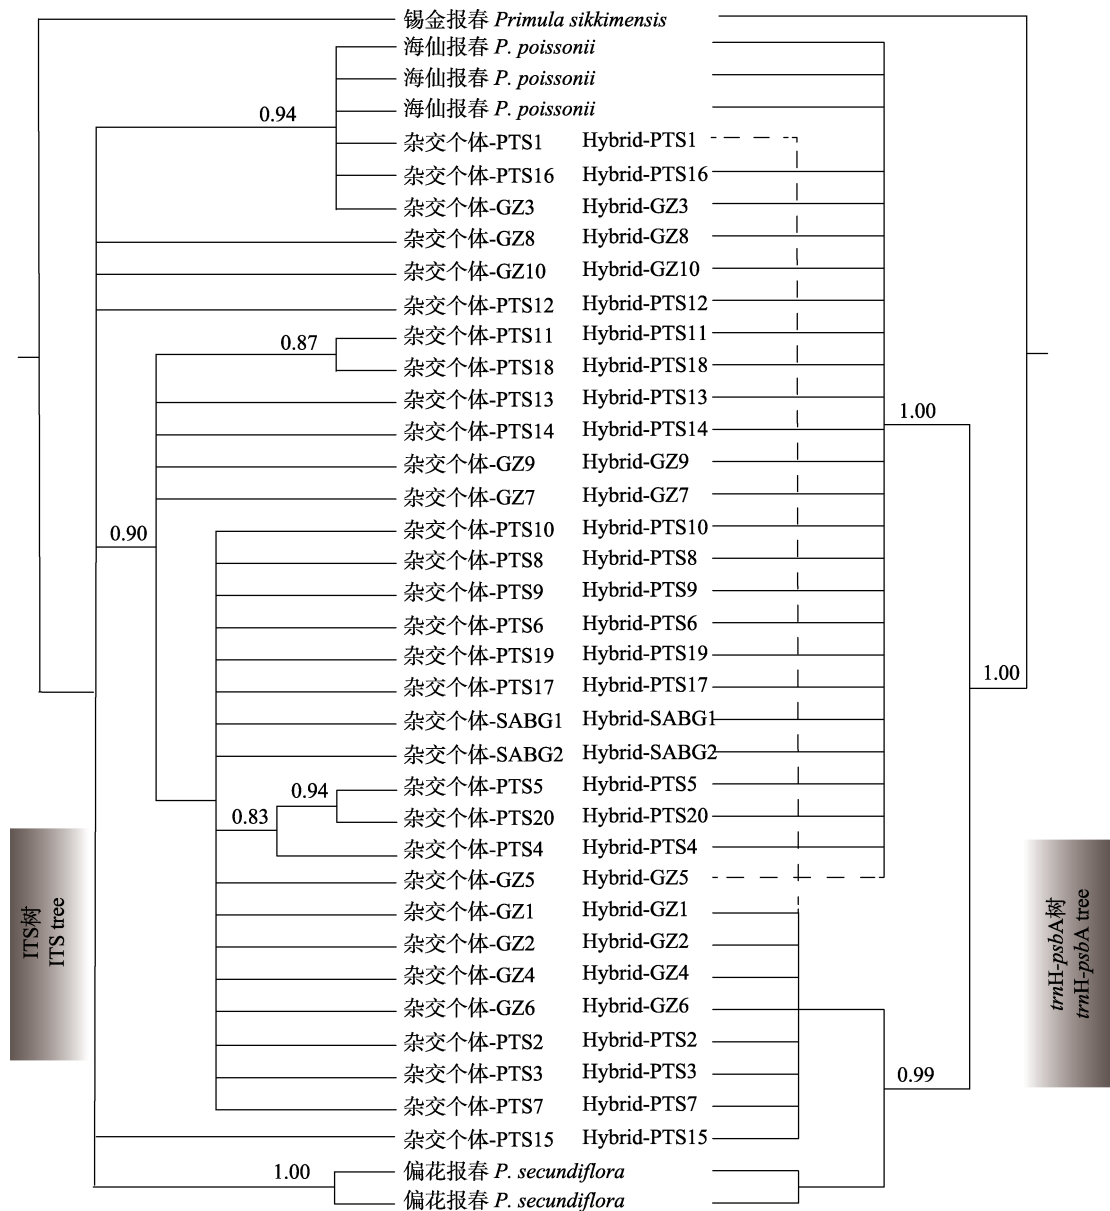 锡金报春 Primula sikkimensis
海仙报春 P. poissonii
海仙报春 P. poissonii
海仙报春 P. poissonii
0.94
杂交个体-PTS1 Hybrid-PTS1
杂交个体-PTS16 Hybrid-PTS16
杂交个体-GZ3 Hybrid-GZ3
杂交个体-GZ8 Hybrid-GZ8
杂交个体-GZ10 Hybrid-GZ10
杂交个体-PTS12 Hybrid-PTS12
杂交个体-PTS11 Hybrid-PTS11
0.87
杂交个体-PTS18 Hybrid-PTS18
杂交个体-PTS13 Hybrid-PTS13
1.00
杂交个体-PTS14 Hybrid-PTS14
杂交个体-GZ9 Hybrid-GZ9
杂交个体-GZ7 Hybrid-GZ7
杂交个体-PTS10 Hybrid-PTS10
0.90
杂交个体-PTS8 Hybrid-PTS8
杂交个体-PTS9 Hybrid-PTS9
杂交个体-PTS6 Hybrid-PTS6
杂交个体-PTS19 Hybrid-PTS19
1.00
杂交个体-PTS17 Hybrid-PTS17
杂交个体-SABG1 Hybrid-SABG1
杂交个体-SABG2 Hybrid-SABG2
杂交个体-PTS5 Hybrid-PTS5
0.94
杂交个体-PTS20 Hybrid-PTS20
0.83
杂交个体-PTS4 Hybrid-PTS4
杂交个体-GZ5 Hybrid-GZ5
杂交个体-GZ1 Hybrid-GZ1
杂交个体-GZ2 Hybrid-GZ2
杂交个体-GZ4 Hybrid-GZ4
杂交个体-GZ6 Hybrid-GZ6
杂交个体-PTS2 Hybrid-PTS2
杂交个体-PTS3 Hybrid-PTS3
0.99
杂交个体-PTS7 Hybrid-PTS7
杂交个体-PTS15 Hybrid-PTS15
1.00
偏花报春 P. secundiflora
偏花报春 P. secundiflora
ITS树
ITS tree
trnH-psbA树
trnH-psbA tree